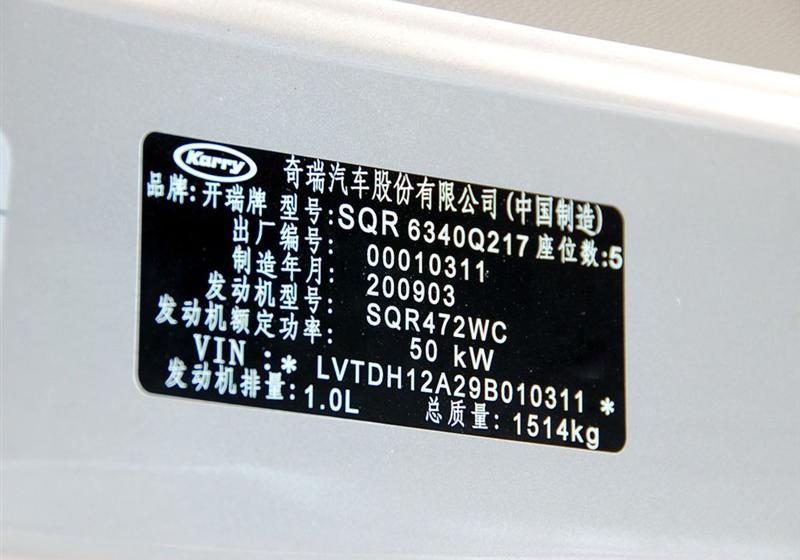 Karry 奇瑞汽车股份有限公司(中国制造)
品牌:开瑞牌 型号:SQR 6340Q217 座位数:5
出厂编号: 00010311
制造年月: 200903
发动机型号: SQR472WC
发动机额定功率: 50 kW
VIN :* LVTDH12A29B010311 *
发动机排量:1.0L 总质量:1514kg